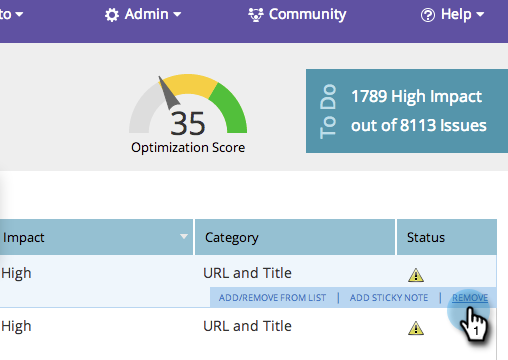 to Admin Community Help
35
Optimization Score
To Do
1789 High Impact
out of 8113 Issues
Impact Category Status
High URL and Title
ADD/REMOVE FROM LIST | ADD STICKY NOTE | REMOVE
1
High URL and Title